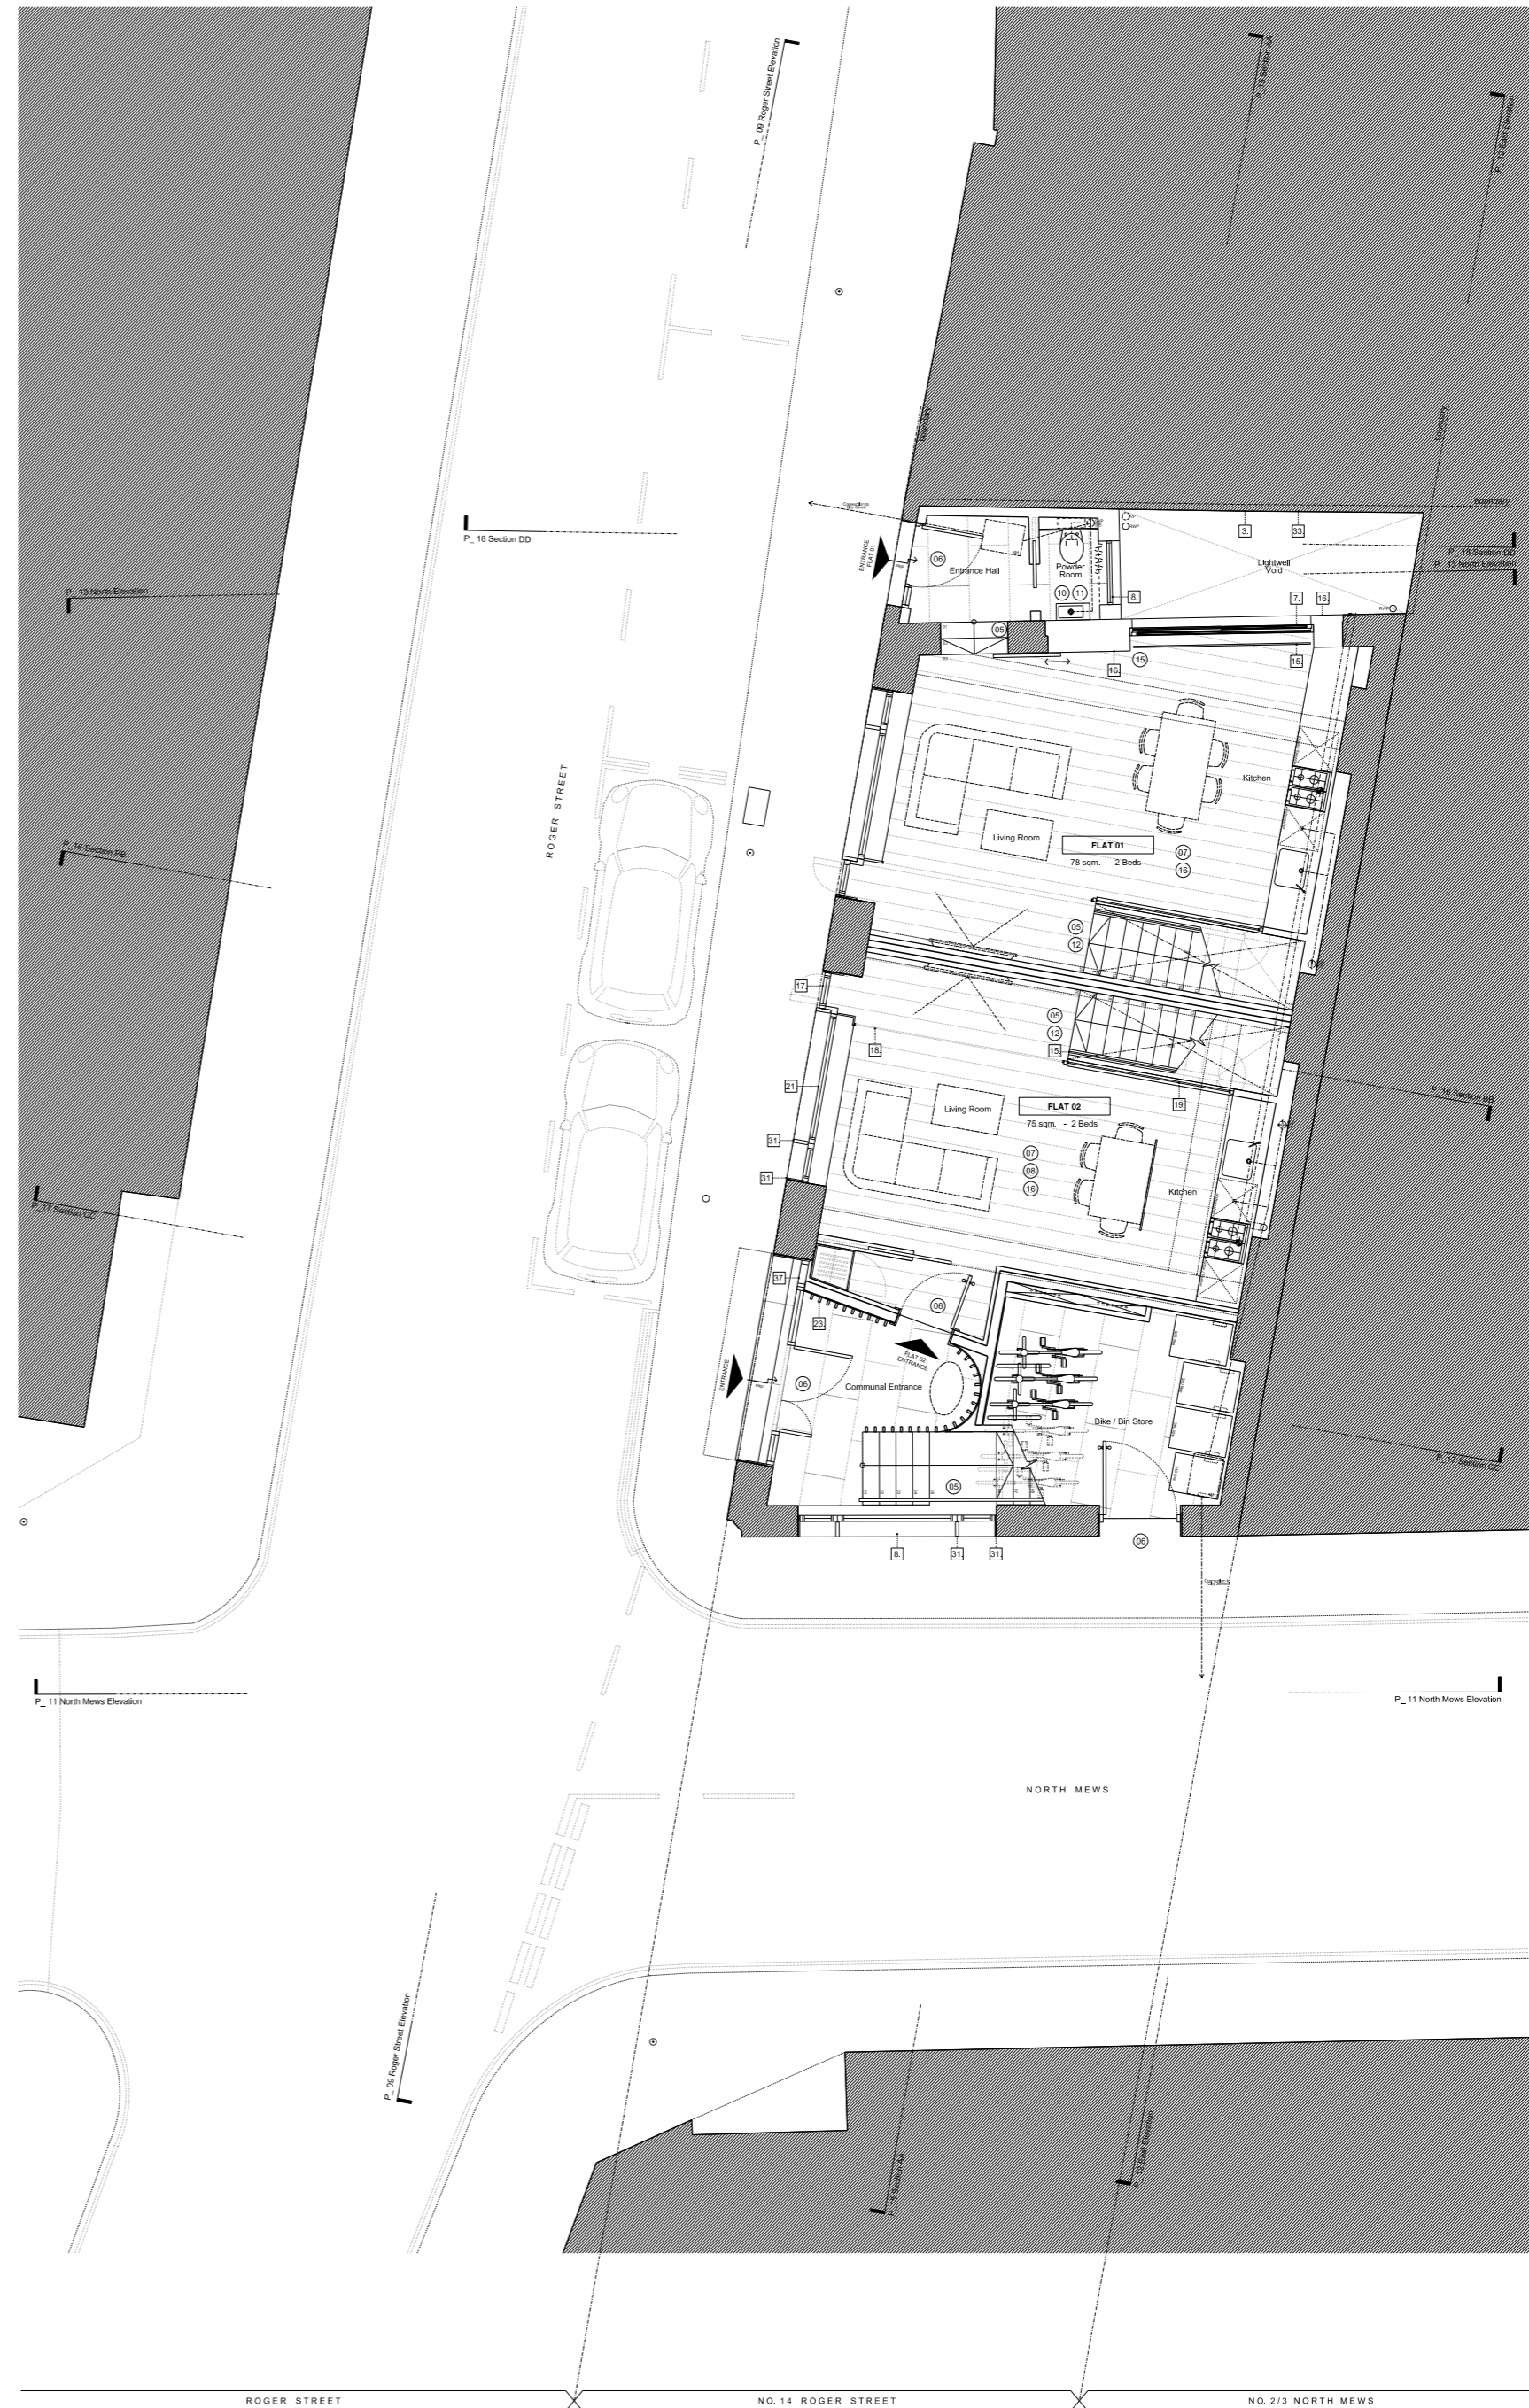 P_ 09 Roger Street Elevation
P_ 15 Section AA
P_ 12 East Elevation
boundary
boundary
boundary
P_ 18 Section DD
P_ 18 Section DD
P_ 13 North Elevation
P_ 13 North Elevation
ENTRANCE
FLAT 01
06
Entrance Hall
Powder
Room
10
11
8.
VP
RWP
3.
33.
Lightwell
Void
RWP
7.
16.
05
16.
15
15.
ROGER STREET
Kitchen
Living Room
FLAT 01
78 sqm. - 2 Beds
07
16
P_ 16 Section BB
05
12
17.
05
12
15.
18.
21.
19.
P_ 16 Section BB
Living Room
FLAT 02
75 sqm. - 2 Beds
31.
07
08
16
31.
Kitchen
P_ 17 Section CC
37.
23.
06
FLAT 02
ENTRANCE
ENTRANCE
06
Communal Entrance
Bike / Bin Store
P_ 17 Section CC
05
8.
31.
31.
06
P_ 11 North Mews Elevation
P_ 11 North Mews Elevation
NORTH MEWS
P_ 09 Roger Street Elevation
P_ 15 Section AA
P_ 12 East Elevation
ROGER STREET
NO. 14 ROGER STREET
NO. 2/3 NORTH MEWS